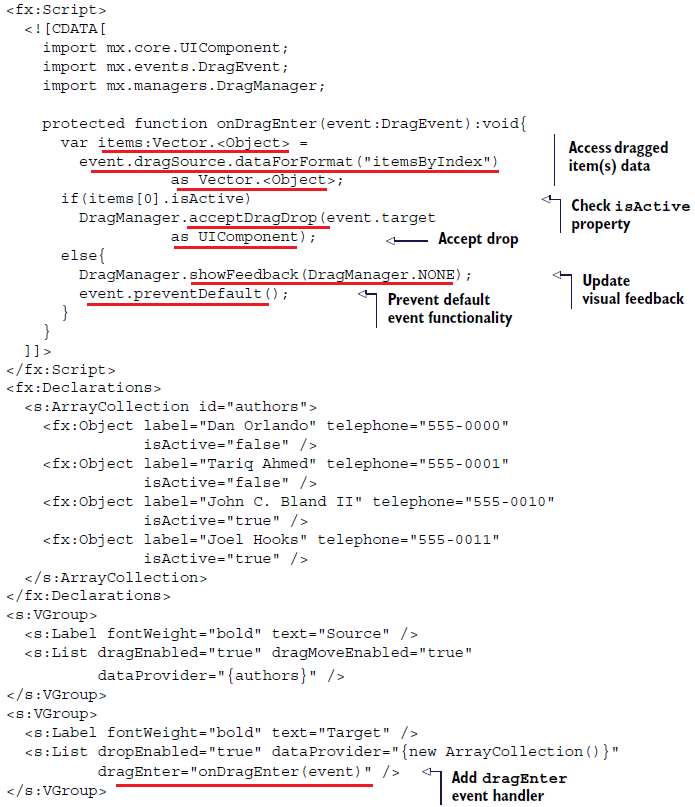 <fx:Script>
<![CDATA[
import mx.core.UIComponent;
import mx.events.DragEvent;
import mx.managers.DragManager;
protected function onDragEnter(event:DragEvent):void{
var items:Vector.<Object> =
event.dragSource.dataForFormat("itemsByIndex")
as Vector.<Object>;
Access dragged
item(s) data
if(items[0].isActive)
Check isActive
property
DragManager.acceptDragDrop(event.target
as UIComponent);
Accept drop
else{
DragManager.showFeedback(DragManager.NONE);
Update
visual feedback
event.preventDefault();
Prevent default
event functionality
}
}
]]>
</fx:Script>
<fx:Declarations>
<s:ArrayCollection id="authors">
<fx:Object label="Dan Orlando" telephone="555-0000"
isActive="false" />
<fx:Object label="Tariq Ahmed" telephone="555-0001"
isActive="false" />
<fx:Object label="John C. Bland II" telephone="555-0010"
isActive="true" />
<fx:Object label="Joel Hooks" telephone="555-0011"
isActive="true" />
</s:ArrayCollection>
</fx:Declarations>
<s:VGroup>
<s:Label fontWeight="bold" text="Source" />
<s:List dragEnabled="true" dragMoveEnabled="true"
dataProvider="{authors}" />
</s:VGroup>
<s:VGroup>
<s:Label fontWeight="bold" text="Target" />
<s:List dropEnabled="true" dataProvider="{new ArrayCollection()}"
dragEnter="onDragEnter(event)" />
Add dragEnter
event handler
</s:VGroup>